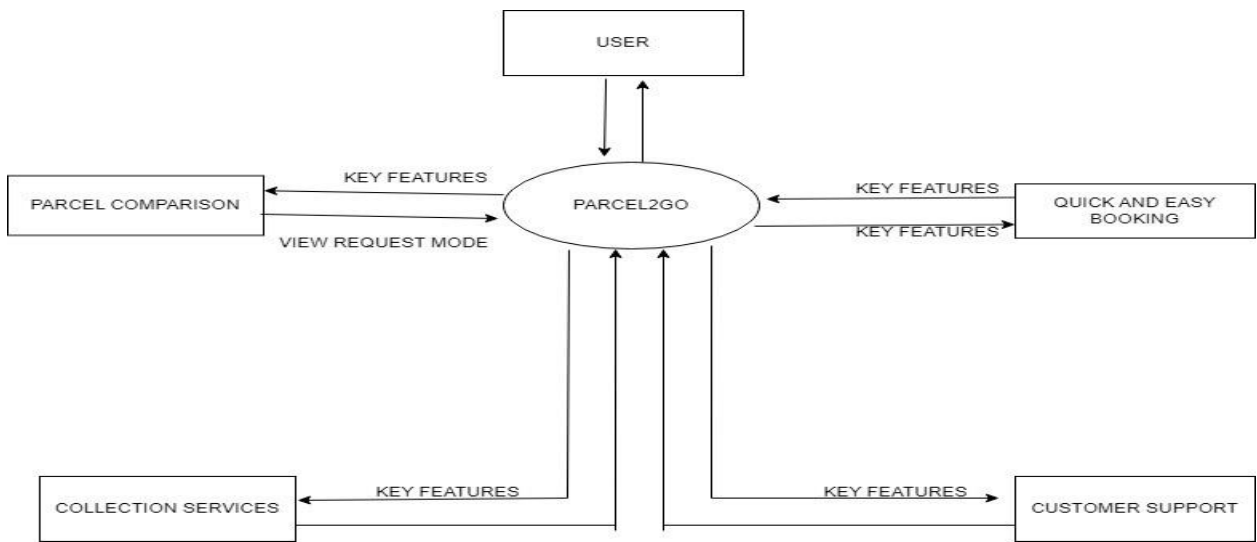 USER
KEY FEATURES
KEY FEATURES
PARCEL COMPARISON
PARCEL2GO
QUICK AND EASY
BOOKING
VIEW REQUEST MODE
KEY FEATURES
KEY FEATURES
KEY FEATURES
COLLECTION SERVICES
CUSTOMER SUPPORT